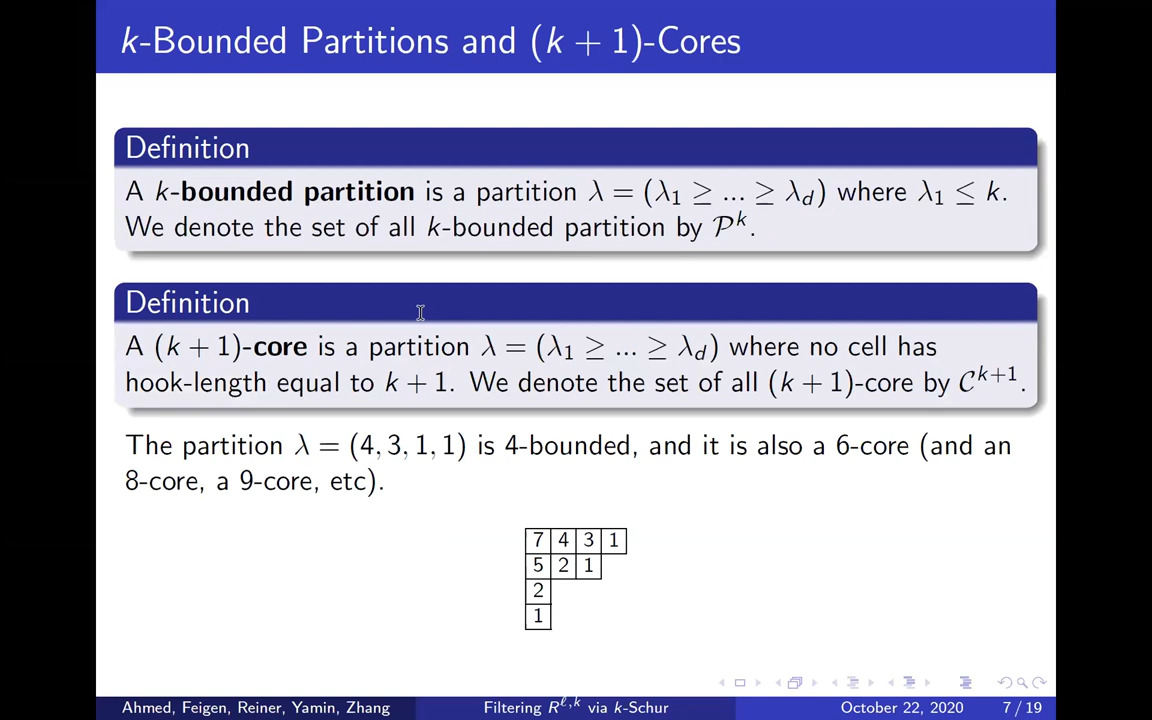 k-Bounded Partitions and (k + 1)-Cores
Definition
A k-bounded partition is a partition λ = (λ₁ ≥ ... ≥ λ_d) where λ₁ ≤ k.
We denote the set of all k-bounded partition by 𝒫ᵏ.
Definition
A (k + 1)-core is a partition λ = (λ₁ ≥ ... ≥ λ_d) where no cell has
hook-length equal to k + 1. We denote the set of all (k + 1)-core by 𝒞ᵏ⁺¹.
The partition λ = (4, 3, 1, 1) is 4-bounded, and it is also a 6-core (and an
8-core, a 9-core, etc).
7 4 3 1
5 2 1
2
1
Ahmed, Feigen, Reiner, Yamin, Zhang Filtering R^{ℓ,k} via k-Schur October 22, 2020 7 / 19